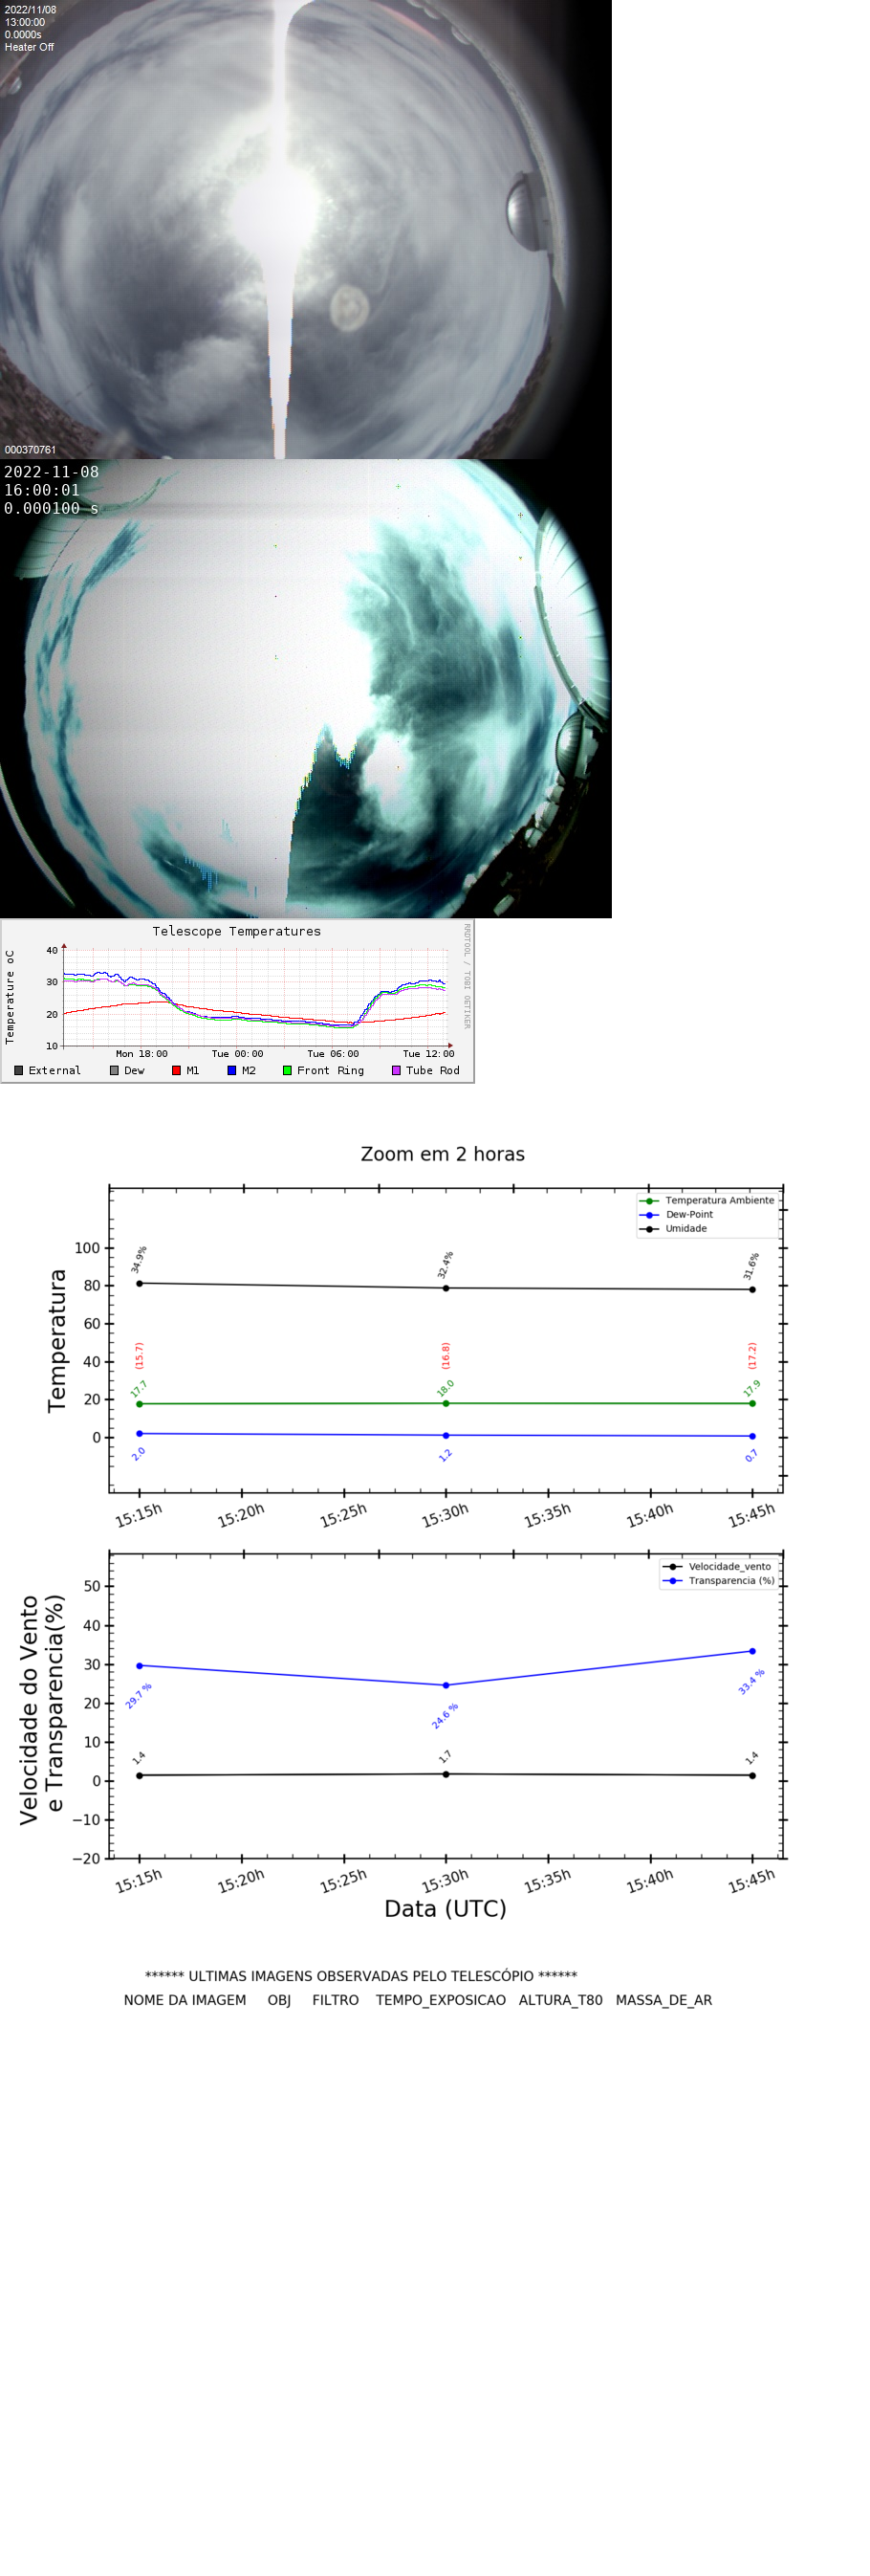 2022/11/08
13:00:00
0.0000s
Heater Off
000370761
2022-11-08
16:00:01
0.000100 s
Telescope Temperatures
RRDTOOL / TOBI OETIKER
Temperature oC
40
30
20
10
Mon 18:00 Tue 00:00 Tue 06:00 Tue 12:00
External Dew M1 M2 Front Ring Tube Rod
Zoom em 2 horas
Temperatura Ambiente
Dew-Point
Umidade
Temperatura
100
80
60
40
20
0
34.9% 32.4% 31.6%
(15.7) (16.8) (17.2)
17.7 18.0 17.9
2.0 1.2 0.7
15:15h 15:20h 15:25h 15:30h 15:35h 15:40h 15:45h
Velocidade_vento
Transparencia (%)
Velocidade do Vento
e Transparencia(%)
50
40
30
20
10
0
−10
−20
29.7 % 24.6 % 33.4 %
1.4 1.7 1.4
15:15h 15:20h 15:25h 15:30h 15:35h 15:40h 15:45h
Data (UTC)
****** ULTIMAS IMAGENS OBSERVADAS PELO TELESCÓPIO ******
NOME DA IMAGEM OBJ FILTRO TEMPO_EXPOSICAO ALTURA_T80 MASSA_DE_AR